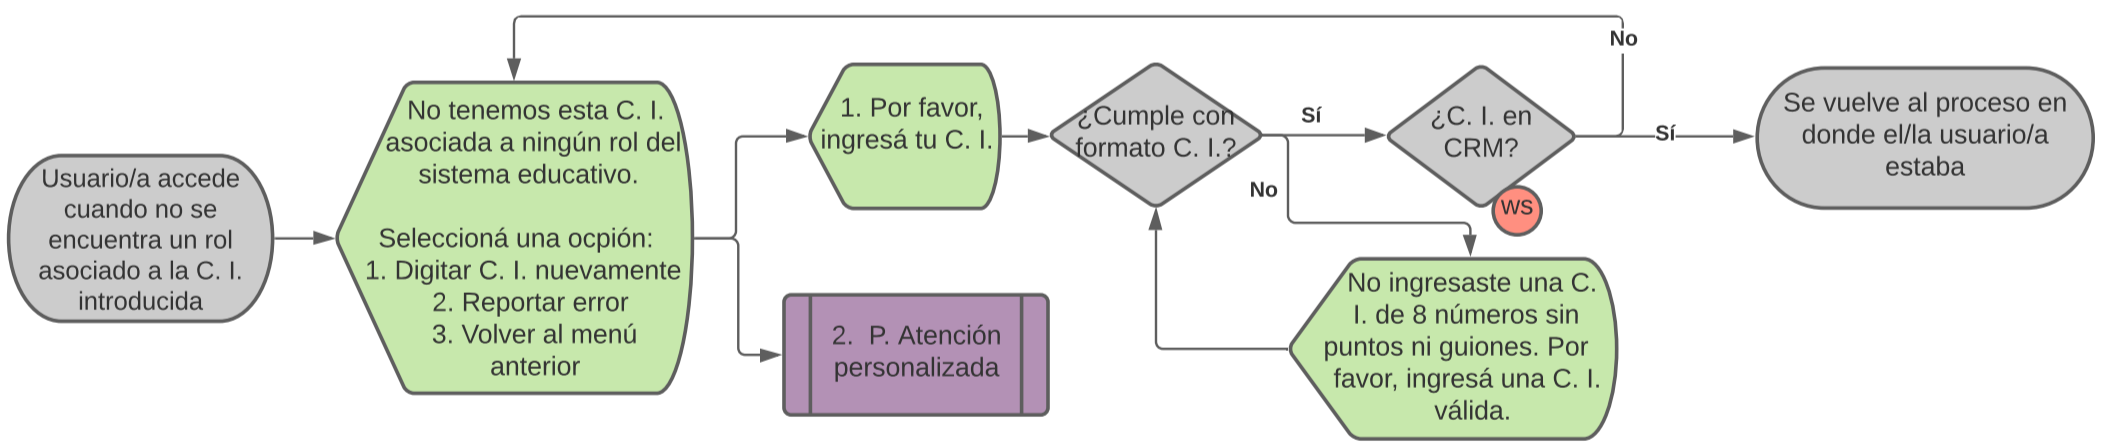 Usuario/a accede
cuando no se
encuentra un rol
asociado a la C. I.
introducida
No tenemos esta C. I.
asociada a ningún rol del
sistema educativo.
Seleccioná una ocpión:
1. Digitar C. I. nuevamente
2. Reportar error
3. Volver al menú
anterior
1. Por favor,
ingresá tu C. I.
2. P. Atención
personalizada
¿Cumple con
formato C. I.?
Sí
No
¿C. I. en
CRM?
ws
No ingresaste una C.
I. de 8 números sin
puntos ni guiones. Por
favor, ingresá una C. I.
válida.
No
Sí
Se vuelve al proceso en
donde el/la usuario/a
estaba